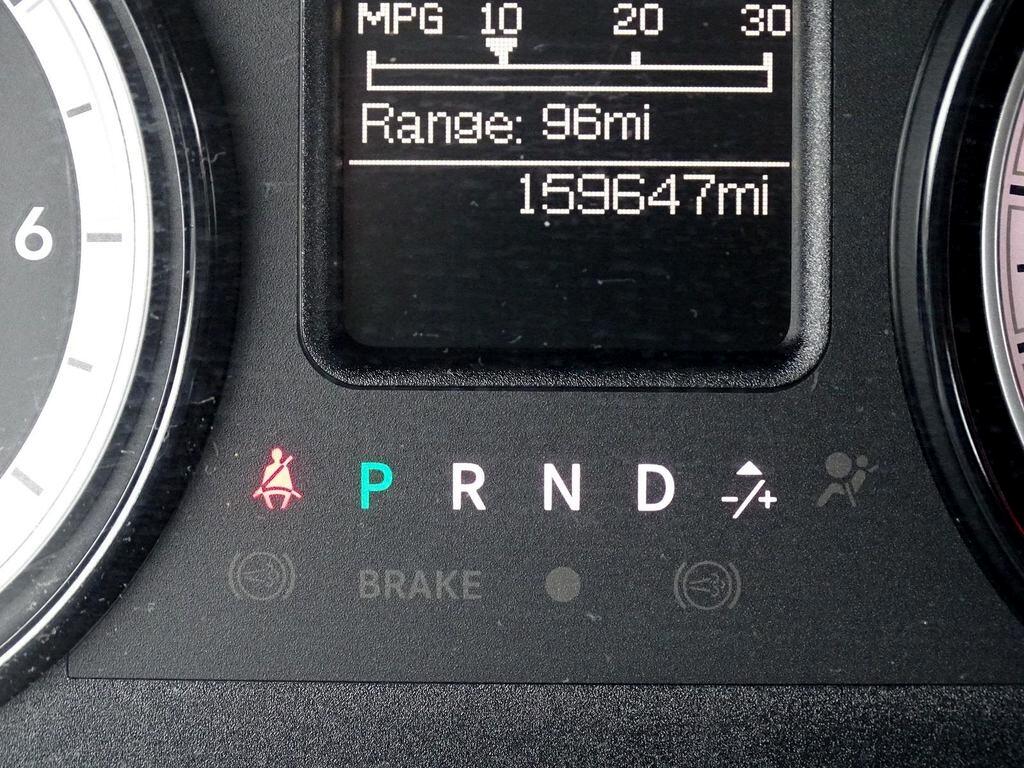 MPG 10 20 30
Range: 96mi
159647mi
6
P R N D -/+
BRAKE